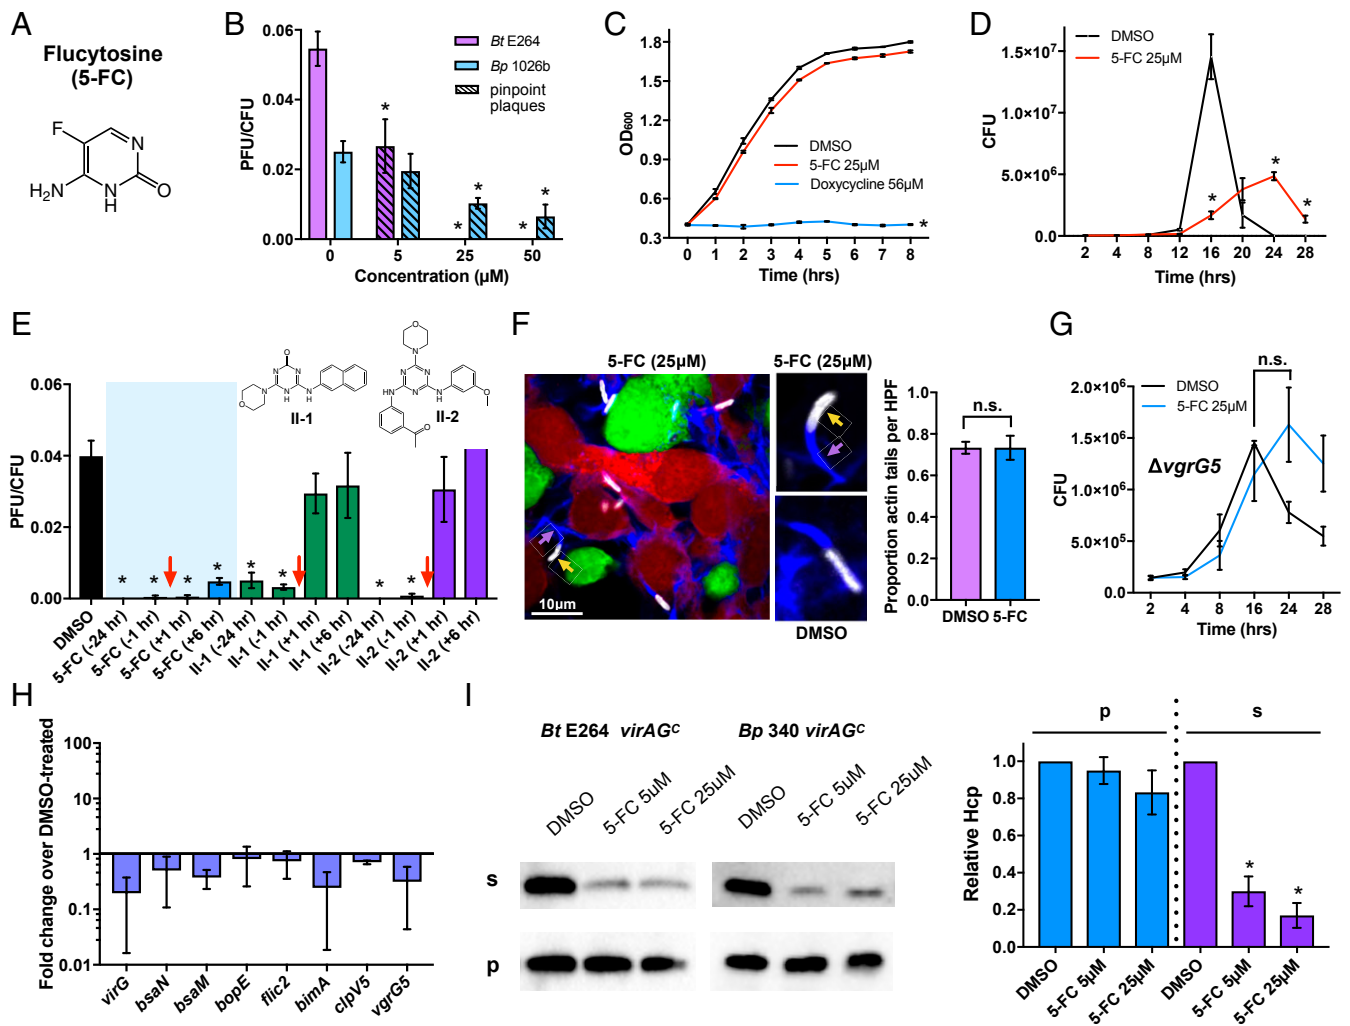 A
Flucytosine
(5-FC)
F
N
H₂N
N
H
O
B
PFU/CFU
0.06
0.04
0.02
0.00
Bt E264
Bp 1026b
pinpoint
plaques
*
*
*
*
*
0
5
25
50
Concentration (µM)
C
OD600
1.8
1.5
1.2
0.9
0.6
0.3
DMSO
5-FC 25µM
Doxycycline 56µM
*
0 1 2 3 4 5 6 7 8
Time (hrs)
D
CFU
1.5×10⁷
1.0×10⁷
5.0×10⁶
0.0
DMSO
5-FC 25µM
*
*
*
2 4 8 12 16 20 24 28
Time (hrs)
E
PFU/CFU
0.06
0.04
0.02
0.00
II-1
II-2
* * * * * * * *
DMSO
5-FC (-24 hr)
5-FC (-1 hr)
5-FC (+1 hr)
5-FC (+6 hr)
II-1 (-24 hr)
II-1 (-1 hr)
II-1 (+1 hr)
II-1 (+6 hr)
II-2 (-24 hr)
II-2 (-1 hr)
II-2 (+1 hr)
II-2 (+6 hr)
F
5-FC (25µM)
5-FC (25µM)
10µm
DMSO
Proportion actin tails per HPF
1.0
0.8
0.6
0.4
0.2
0.0
n.s.
DMSO 5-FC
G
CFU
2.0×10⁶
1.5×10⁶
1.0×10⁶
5.0×10⁵
0.0
n.s.
DMSO
5-FC 25µM
ΔvgrG5
2 4 8 16 24 28
Time (hrs)
H
Fold change over DMSO-treated
100
10
1
0.1
0.01
virG
bsaN
bsaM
bopE
flic2
bimA
clpV5
vgrG5
I
Bt E264 virAGᶜ
Bp 340 virAGᶜ
DMSO
5-FC 5µM
5-FC 25µM
DMSO
5-FC 5µM
5-FC 25µM
s
p
Relative Hcp
1.0
0.8
0.6
0.4
0.2
0.0
p
s
*
*
DMSO
5-FC 5µM
5-FC 25µM
DMSO
5-FC 5µM
5-FC 25µM